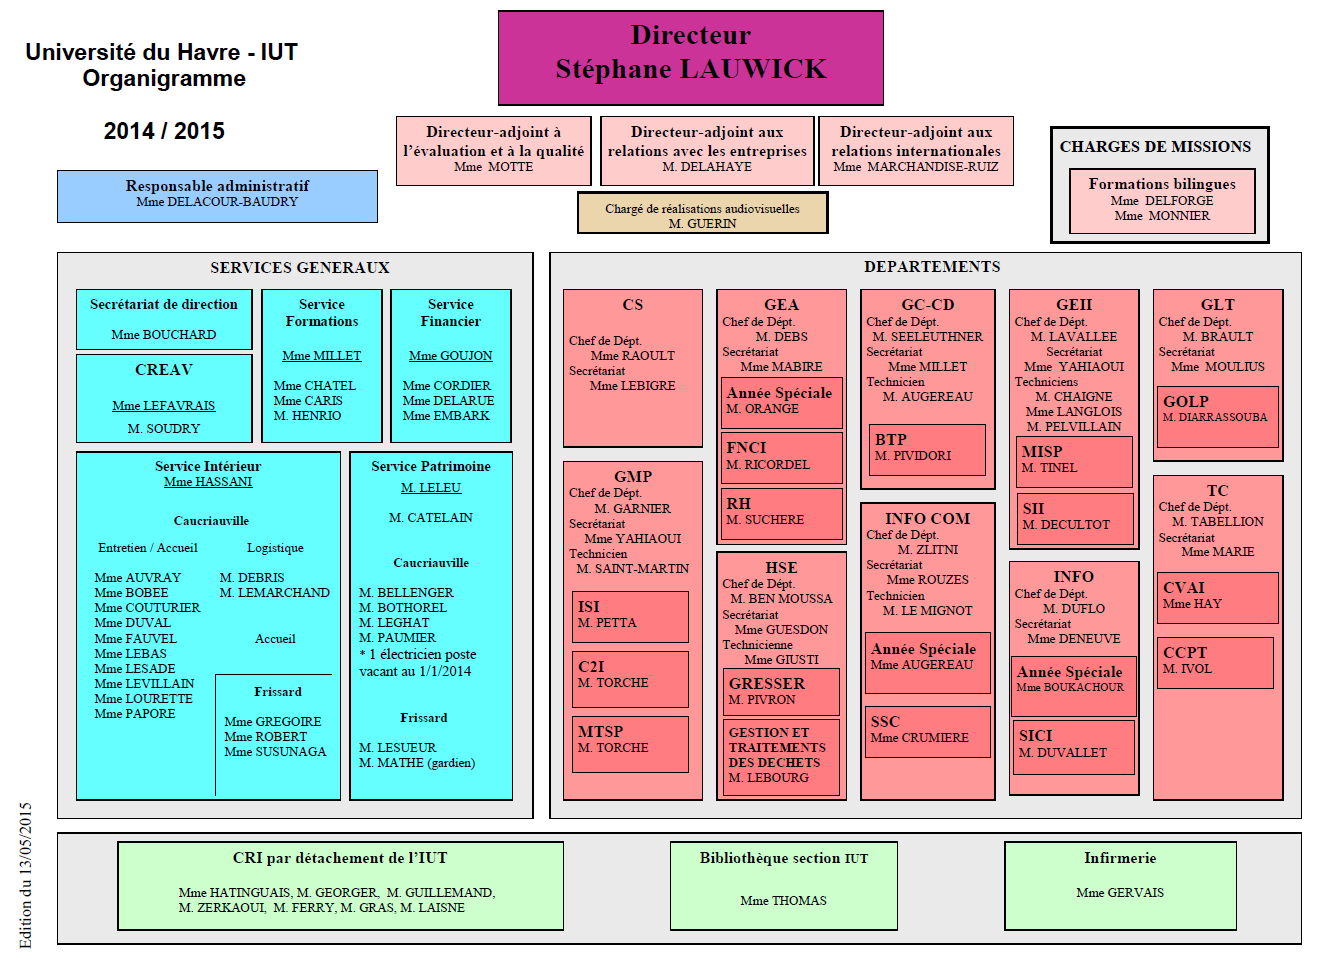 Université du Havre - IUT
Organigramme
2014 / 2015
Directeur
Stéphane LAUWICK
Directeur-adjoint à
l’évaluation et à la qualité
Mme MOTTE
Directeur-adjoint aux
relations avec les entreprises
M. DELAHAYE
Directeur-adjoint aux
relations internationales
Mme MARCHANDISE-RUIZ
CHARGES DE MISSIONS
Formations bilingues
Mme DELFORGE
Mme MONNIER
Responsable administratif
Mme DELACOUR-BAUDRY
Chargé de réalisations audiovisuelles
M. GUERIN
SERVICES GENERAUX
Secrétariat de direction
Mme BOUCHARD
CREAV
Mme LEFAVRAIS
M. SOUDRY
Service
Formations
Mme MILLET
Mme CHATEL
Mme CARIS
M. HENRIO
Service
Financier
Mme GOUJON
Mme CORDIER
Mme DELARUE
Mme EMBARK
Service Intérieur
Mme HASSANI
Caucriauville
Entretien / Accueil
Mme AUVRAY
Mme BOBEE
Mme COUTURIER
Mme DUVAL
Mme FAUVEL
Mme LEBAS
Mme LESADE
Mme LEVILLAIN
Mme LOURETTE
Mme PAPORE
Logistique
M. DEBRIS
M. LEMARCHAND
Accueil
Frissard
Mme GREGOIRE
Mme ROBERT
Mme SUSUNAGA
Service Patrimoine
M. LELEU
M. CATELAIN
Caucriauville
M. BELLENGER
M. BOTHOREL
M. LEGHAT
M. PAUMIER
* 1 électricien poste
vacant au 1/1/2014
Frissard
M. LESUEUR
M. MATHE (gardien)
DEPARTEMENTS
CS
Chef de Dépt.
Mme RAOULT
Secrétariat
Mme LEBIGRE
GMP
Chef de Dépt.
M. GARNIER
Secrétariat
Mme YAHIAOUI
Technicien
M. SAINT-MARTIN
ISI
M. PETTA
C2I
M. TORCHE
MTSP
M. TORCHE
GEA
Chef de Dépt.
M. DEBS
Secrétariat
Mme MABIRE
Année Spéciale
M. ORANGE
FNCI
M. RICORDEL
RH
M. SUCHERE
HSE
Chef de Dépt.
M. BEN MOUSSA
Secrétariat
Mme GUESDON
Technicienne
Mme GIUSTI
GRESSER
M. PIVRON
GESTION ET
TRAITEMENTS
DES DECHETS
M. LEBOURG
GC-CD
Chef de Dépt.
M. SEELEUTHNER
Secrétariat
Mme MILLET
Technicien
M. AUGEREAU
BTP
M. PIVIDORI
INFO COM
Chef de Dépt.
M. ZLITNI
Secrétariat
Mme ROUZES
Technicien
M. LE MIGNOT
Année Spéciale
Mme AUGEREAU
SSC
Mme CRUMIERE
GEII
Chef de Dépt.
M. LAVALLEE
Secrétariat
Mme YAHIAOUI
Techniciens
M. CHAIGNE
Mme LANGLOIS
M. PELVILLAIN
MISP
M. TINEL
SII
M. DECULTOT
INFO
Chef de Dépt.
M. DUFLO
Secrétariat
Mme DENEUVE
Année Spéciale
Mme BOUKACHOUR
SICI
M. DUVALLET
GLT
Chef de Dépt.
M. BRAULT
Secrétariat
Mme MOULIUS
GOLP
M. DIARRASSOUBA
TC
Chef de Dépt.
M. TABELLION
Secrétariat
Mme MARIE
CVAI
Mme HAY
CCPT
M. IVOL
CRI par détachement de l’IUT
Mme HATINGUAIS, M. GEORGER, M. GUILLEMAND,
M. ZERKAOUI, M. FERRY, M. GRAS, M. LAISNE
Bibliothèque section IUT
Mme THOMAS
Infirmerie
Mme GERVAIS
Edition du 13/05/2015